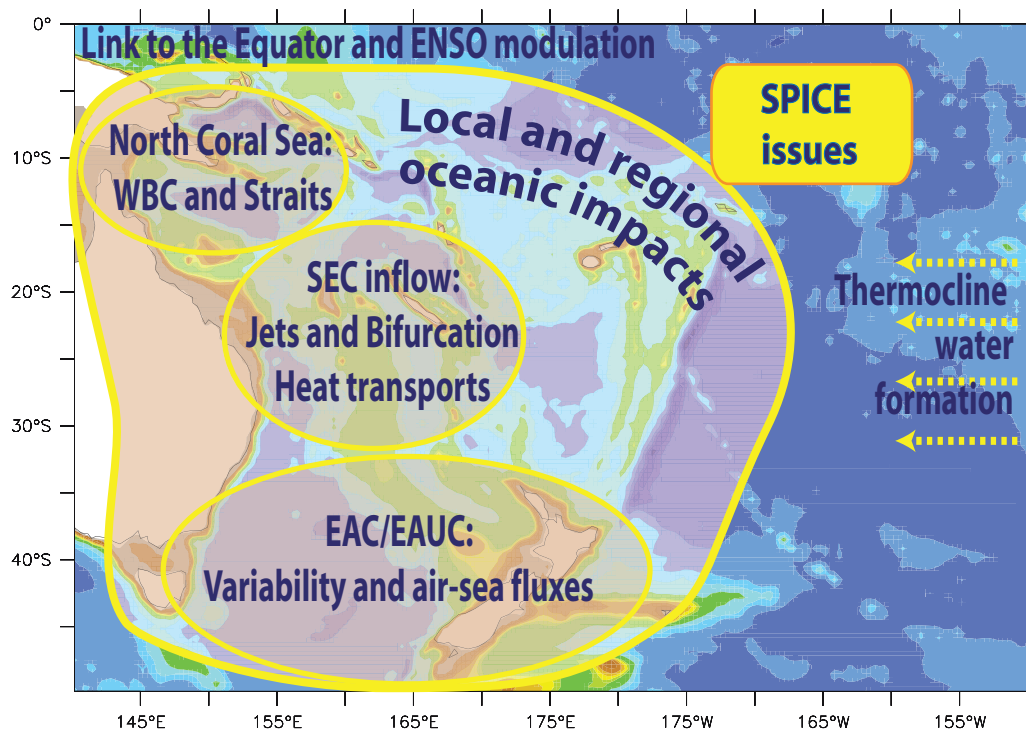 0°
Link to the Equator and ENSO modulation
SPICE
issues
Local and regional
oceanic impacts
North Coral Sea:
WBC and Straits
10°S
SEC inflow:
Jets and Bifurcation
Heat transports
20°S
Thermocline
water
formation
30°S
EAC/EAUC:
Variability and air-sea fluxes
40°S
145°E 155°E 165°E 175°E 175°W 165°W 155°W